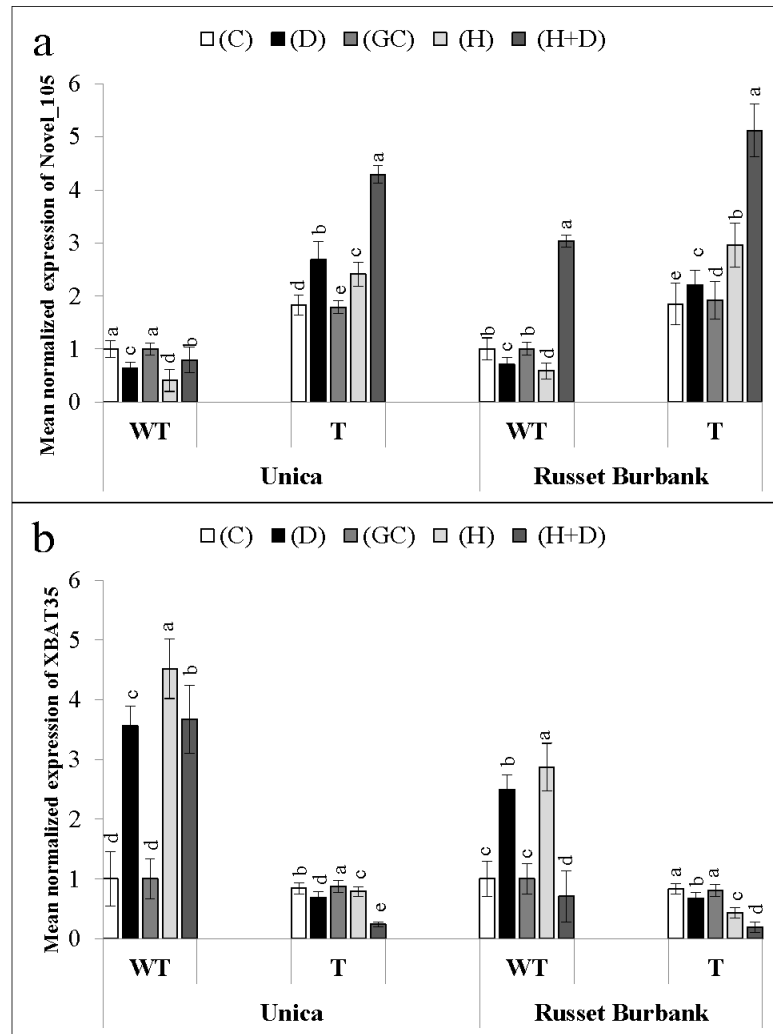 a
(C) (D) (GC) (H) (H+D)
Mean normalized expression of Novel_105
6
5
4
3
2
1
0
a c a d b
d b e c a
b c b d a
e c d b a
WT T WT T
Unica Russet Burbank
b
(C) (D) (GC) (H) (H+D)
Mean normalized expression of XBAT35
6
5
4
3
2
1
0
d c d a b
b d a c e
c b c a d
a b a c d
WT T WT T
Unica Russet Burbank